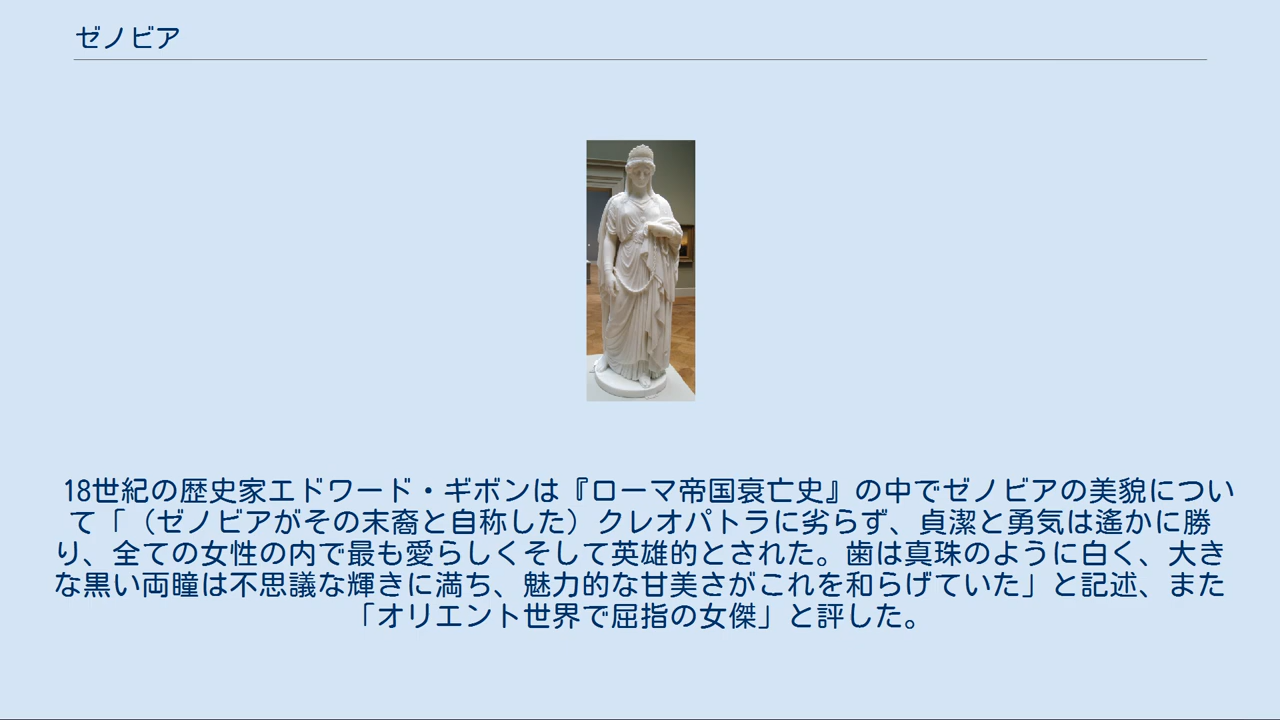 ゼノビア
18世紀の歴史家エドワード・ギボンは『ローマ帝国衰亡史』の中でゼノビアの美貌につい
て「（ゼノビアがその末裔と自称した）クレオパトラに劣らず、貞潔と勇気は遙かに勝
り、全ての女性の内で最も愛らしくそして英雄的とされた。歯は真珠のように白く、大き
な黒い両瞳は不思議な輝きに満ち、魅力的な甘美さがこれを和らげていた」と記述、また
「オリエント世界で屈指の女傑」と評した。